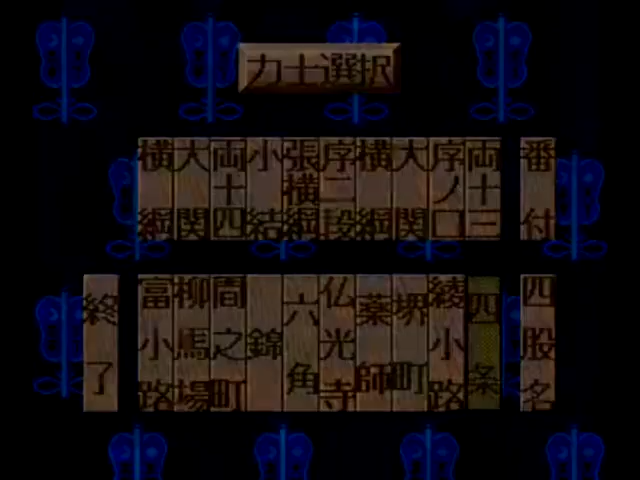 力士選択
番付
両十三
序ノ口
大関
横綱
序二段
張横綱
小結
両十四
大関
横綱
四股名
四条
綾小路
堺町
薬師
仏光寺
六角
錦
間之町
柳馬場
富小路
終了